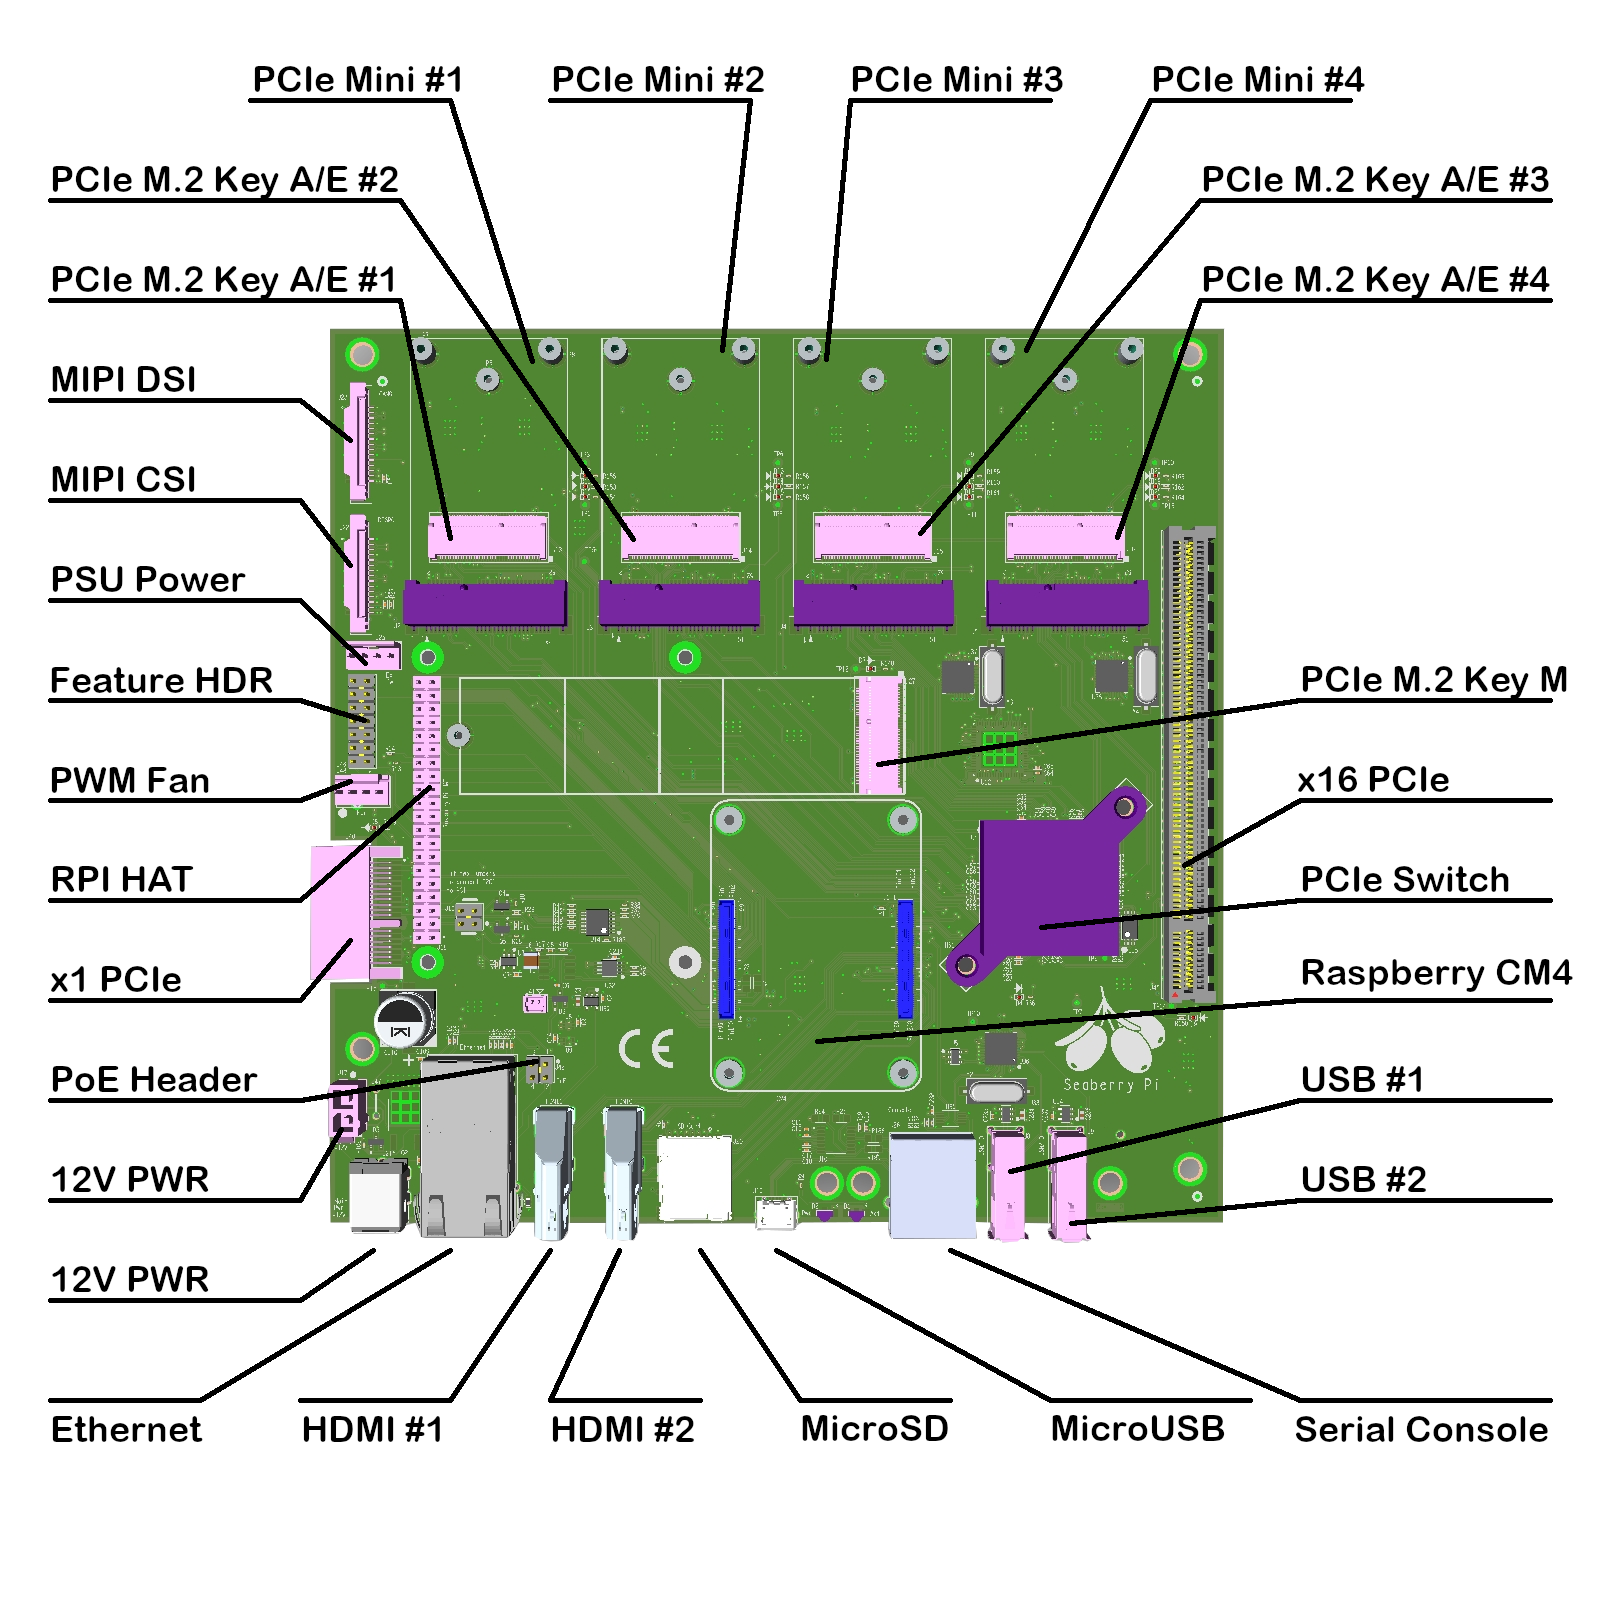 PCIe Mini #1
PCIe Mini #2
PCIe Mini #3
PCIe Mini #4
PCIe M.2 Key A/E #2
PCIe M.2 Key A/E #3
PCIe M.2 Key A/E #1
PCIe M.2 Key A/E #4
MIPI DSI
MIPI CSI
PSU Power
Feature HDR
PCIe M.2 Key M
PWM Fan
x16 PCIe
RPI HAT
PCIe Switch
x1 PCIe
Raspberry CM4
CE
Seaberry Pi
PoE Header
USB #1
12V PWR
USB #2
12V PWR
Ethernet
HDMI #1
HDMI #2
MicroSD
MicroUSB
Serial Console